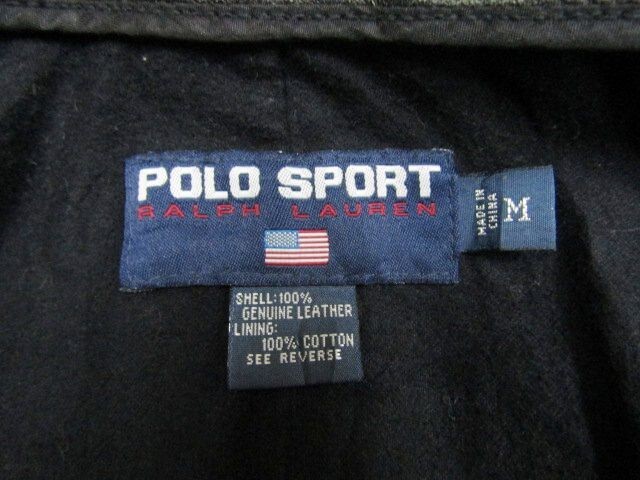 POLO SPORT
RALPH LAUREN
MADE IN
CHINA
M
SHELL:100%
GENUINE LEATHER
LINING:
100% COTTON
SEE REVERSE